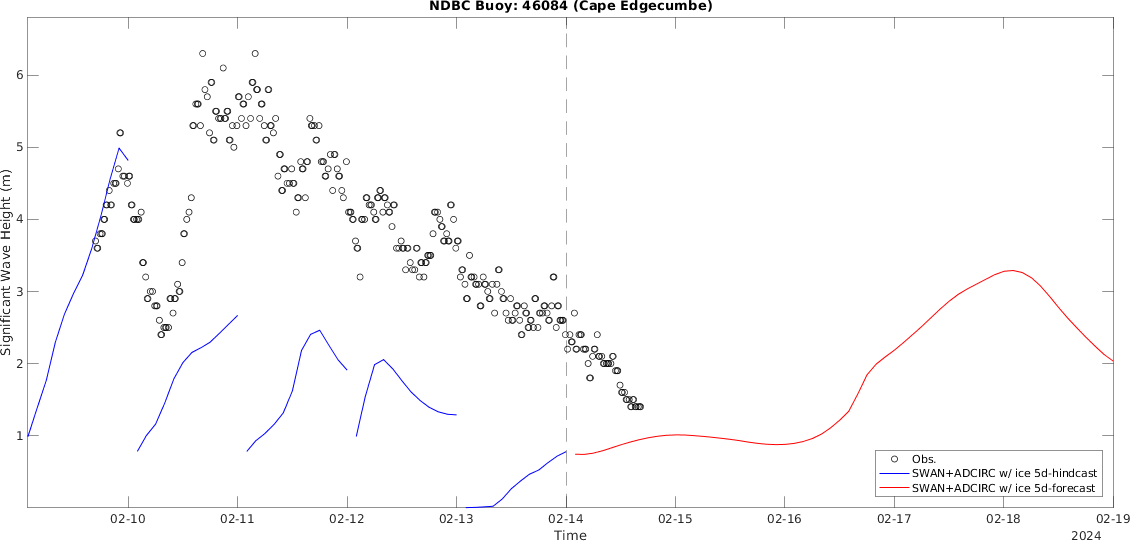 NDBC Buoy: 46084 (Cape Edgecumbe)
Significant Wave Height (m)
6
5
4
3
2
1
Obs.
SWAN+ADCIRC w/ ice 5d-hindcast
SWAN+ADCIRC w/ ice 5d-forecast
02-10 02-11 02-12 02-13 02-14 02-15 02-16 02-17 02-18 02-19
Time
2024